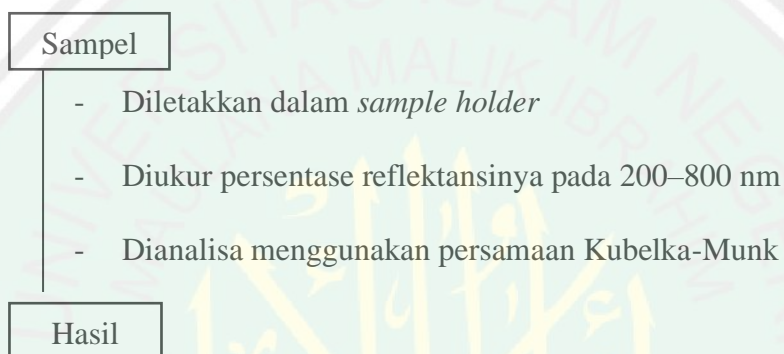 Sampel
- Diletakkan dalam sample holder
- Diukur persentase reflektansinya pada 200–800 nm
- Dianalisa menggunakan persamaan Kubelka-Munk
Hasil